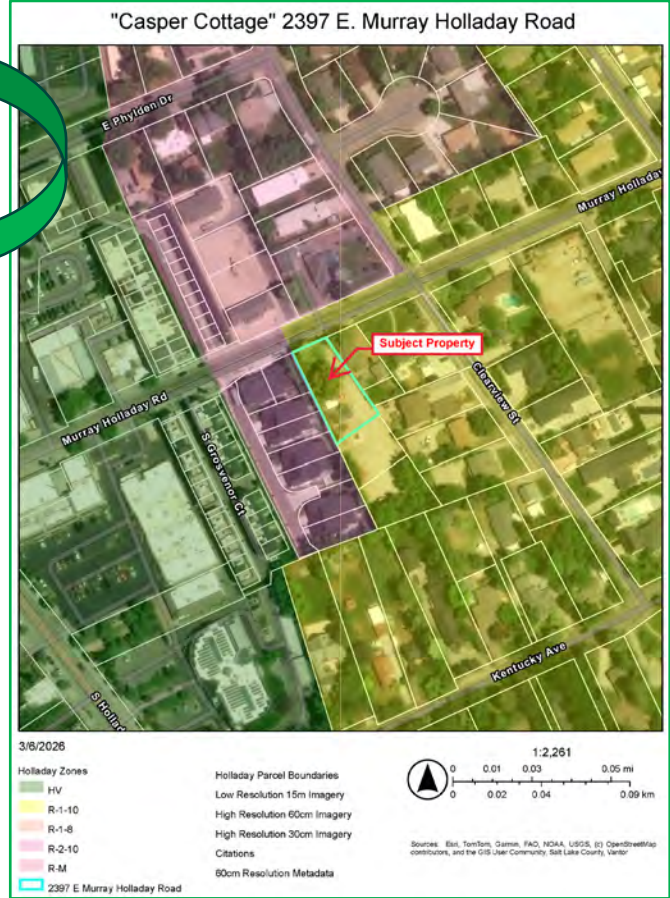 "Casper Cottage" 2397 E. Murray Holladay Road
E Phylden Dr
Murray Holladay
Subject Property
Murray Holladay Rd
Clearview St
S Grosvenor Ct
Kentucky Ave
S Hollad
3/6/2026
Holladay Zones
HV
R-1-10
R-1-8
R-2-10
R-M
2397 E Murray Holladay Road
Holladay Parcel Boundaries
Low Resolution 15m Imagery
High Resolution 60cm Imagery
High Resolution 30cm Imagery
Citations
60cm Resolution Metadata
1:2,261
0 0.01 0.03 0.05 mi
0 0.02 0.04 0.09 km
Sources: Esri, TomTom, Garmin, FAO, NOAA, USGS, (c) OpenStreetMap
contributors, and the GIS User Community, Salt Lake County, Vantor